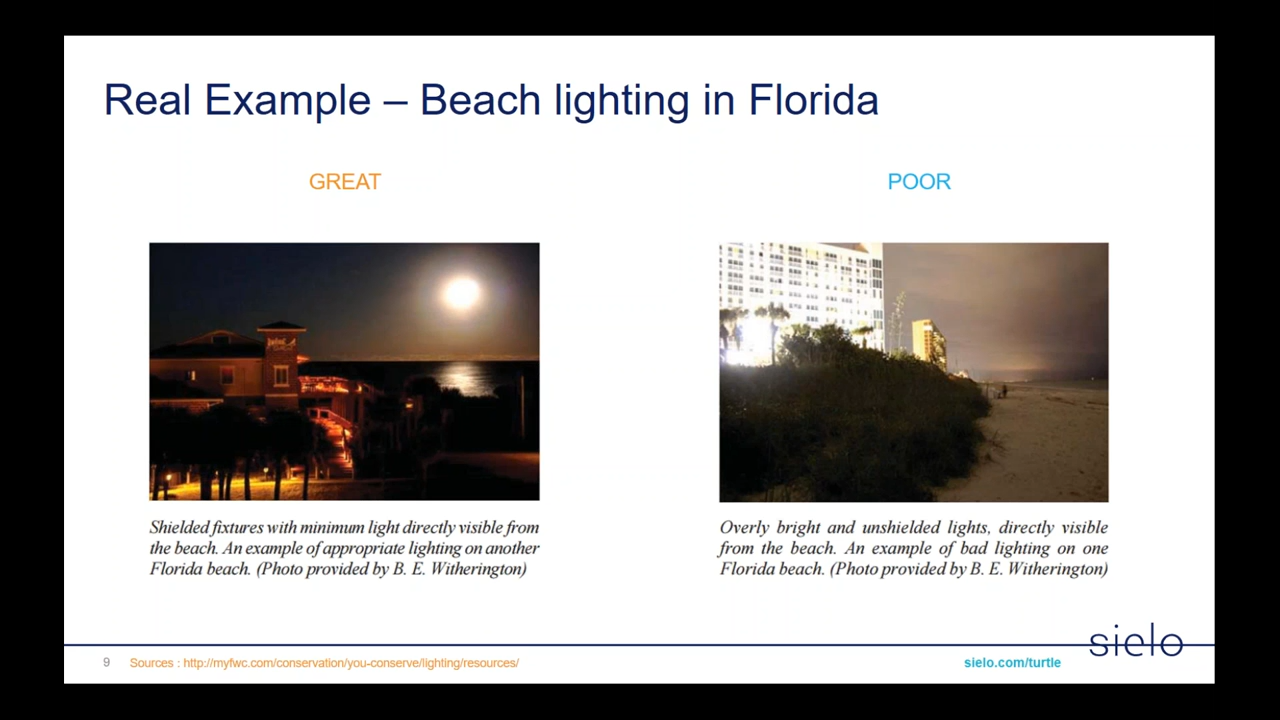 Real Example – Beach lighting in Florida
GREAT
POOR
Shielded fixtures with minimum light directly visible from
the beach. An example of appropriate lighting on another
Florida beach. (Photo provided by B. E. Witherington)
Overly bright and unshielded lights, directly visible
from the beach. An example of bad lighting on one
Florida beach. (Photo provided by B. E. Witherington)
sielo
9
Sources : http://myfwc.com/conservation/you-conserve/lighting/resources/
sielo.com/turtle